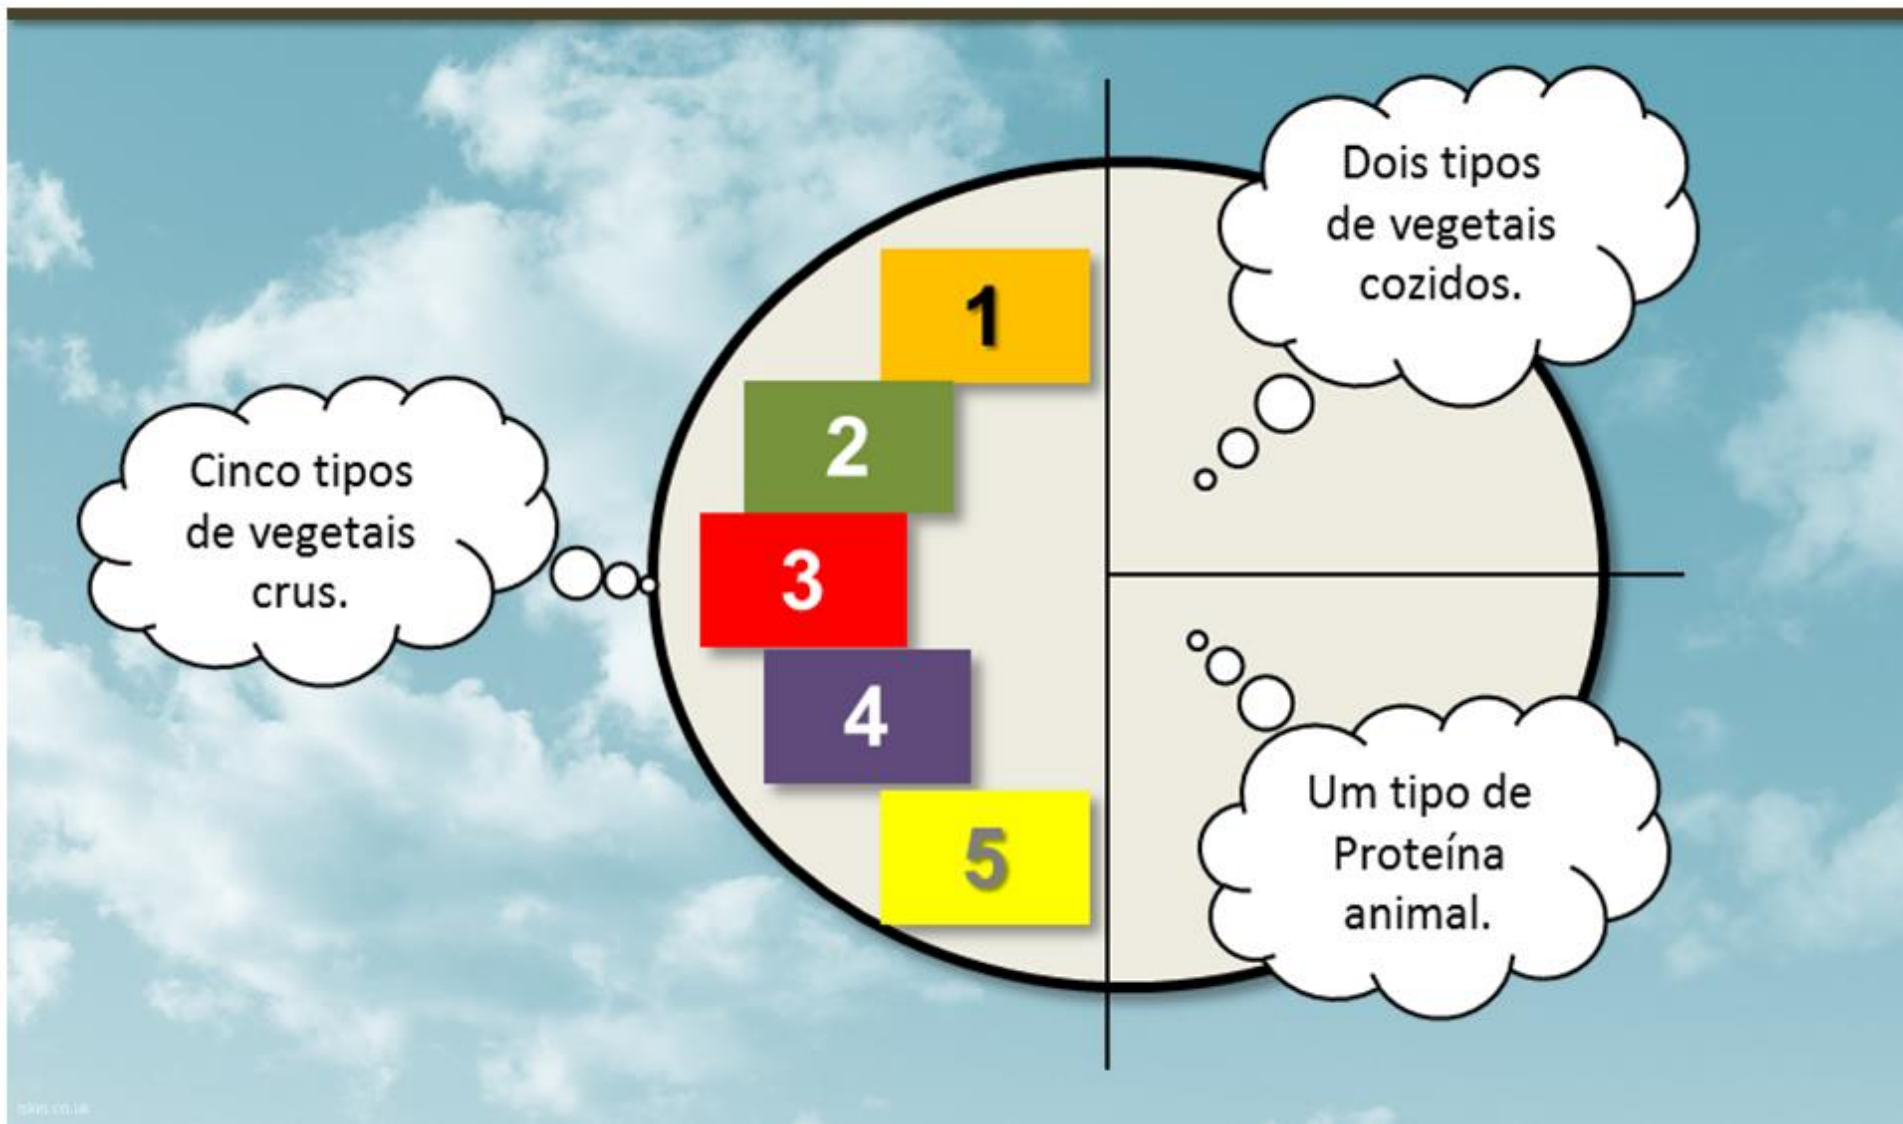 Cinco tipos
de vegetais
crus.
1
2
3
4
5
Dois tipos
de vegetais
cozidos.
Um tipo de
Proteína
animal.